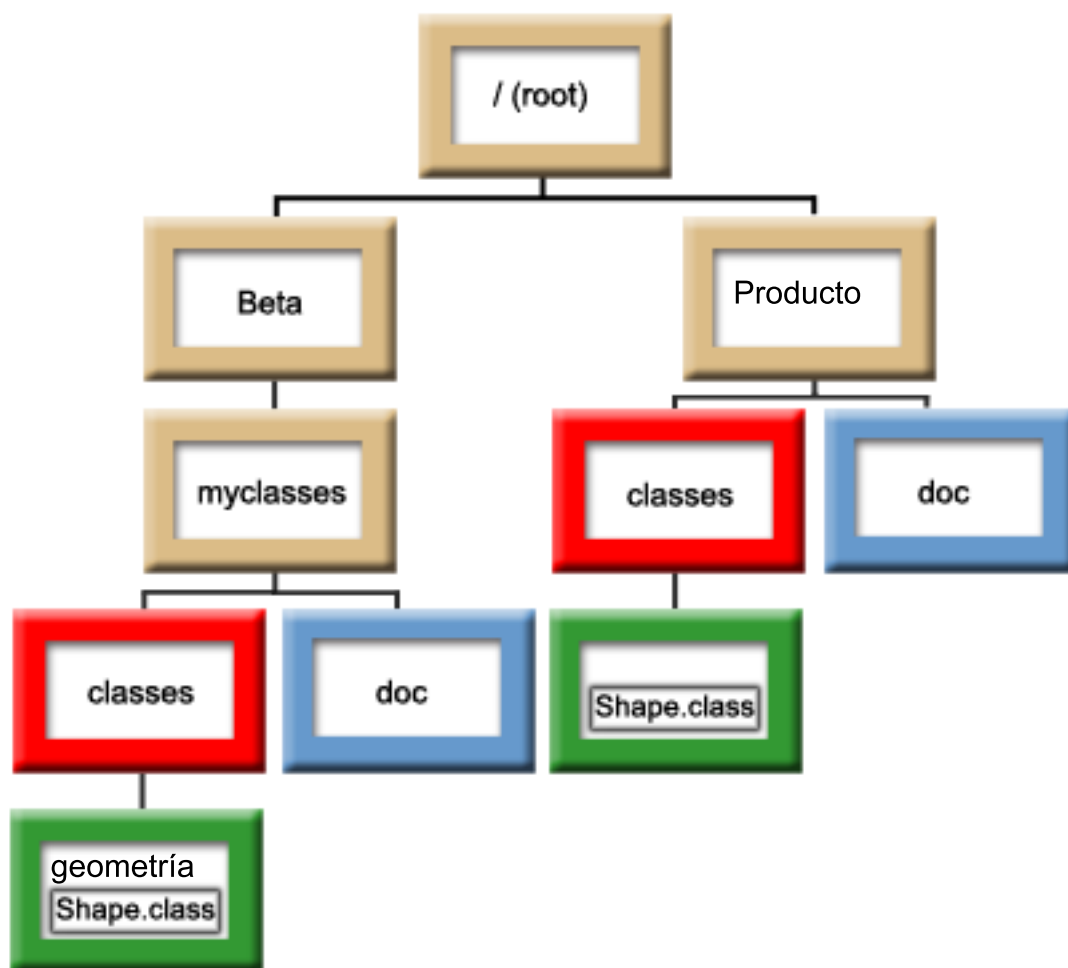 / (root)
Beta
Producto
myclasses
classes
doc
classes
doc
Shape.class
geometría
Shape.class